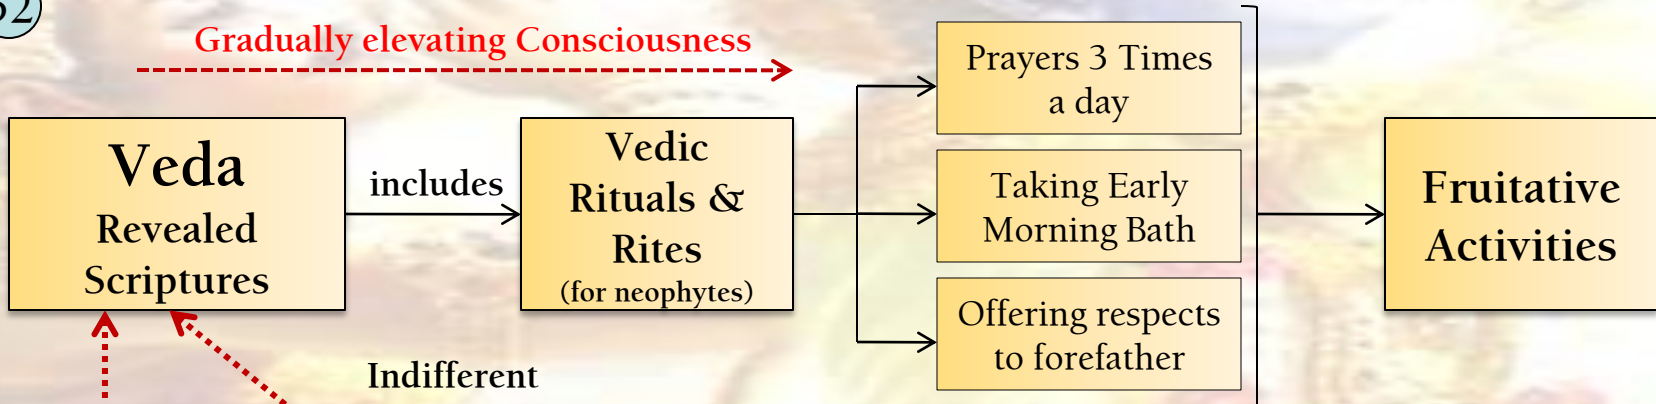 52
Gradually elevating Consciousness
Veda
Revealed
Scriptures
includes
Vedic
Rituals &
Rites
(for neophytes)
Prayers 3 Times
a day
Taking Early
Morning Bath
Offering respects
to forefather
Fruitative
Activities
Indifferent